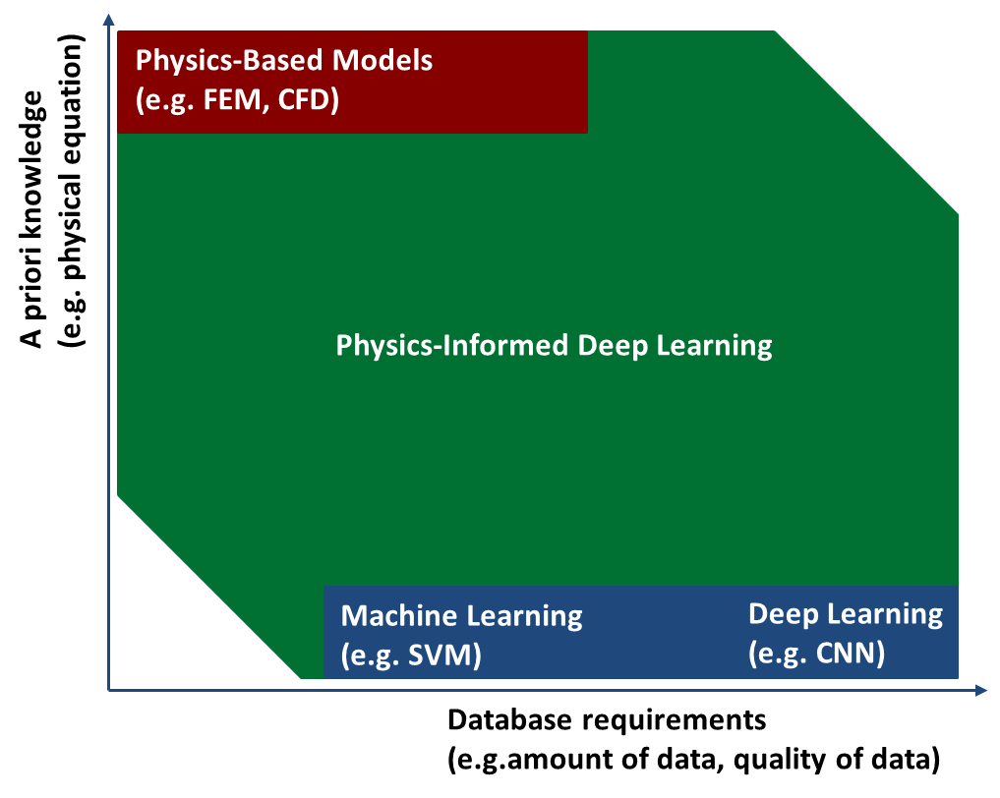 A priori knowledge
(e.g. physical equation)
Physics-Based Models
(e.g. FEM, CFD)
Physics-Informed Deep Learning
Machine Learning
(e.g. SVM)
Deep Learning
(e.g. CNN)
Database requirements
(e.g.amount of data, quality of data)